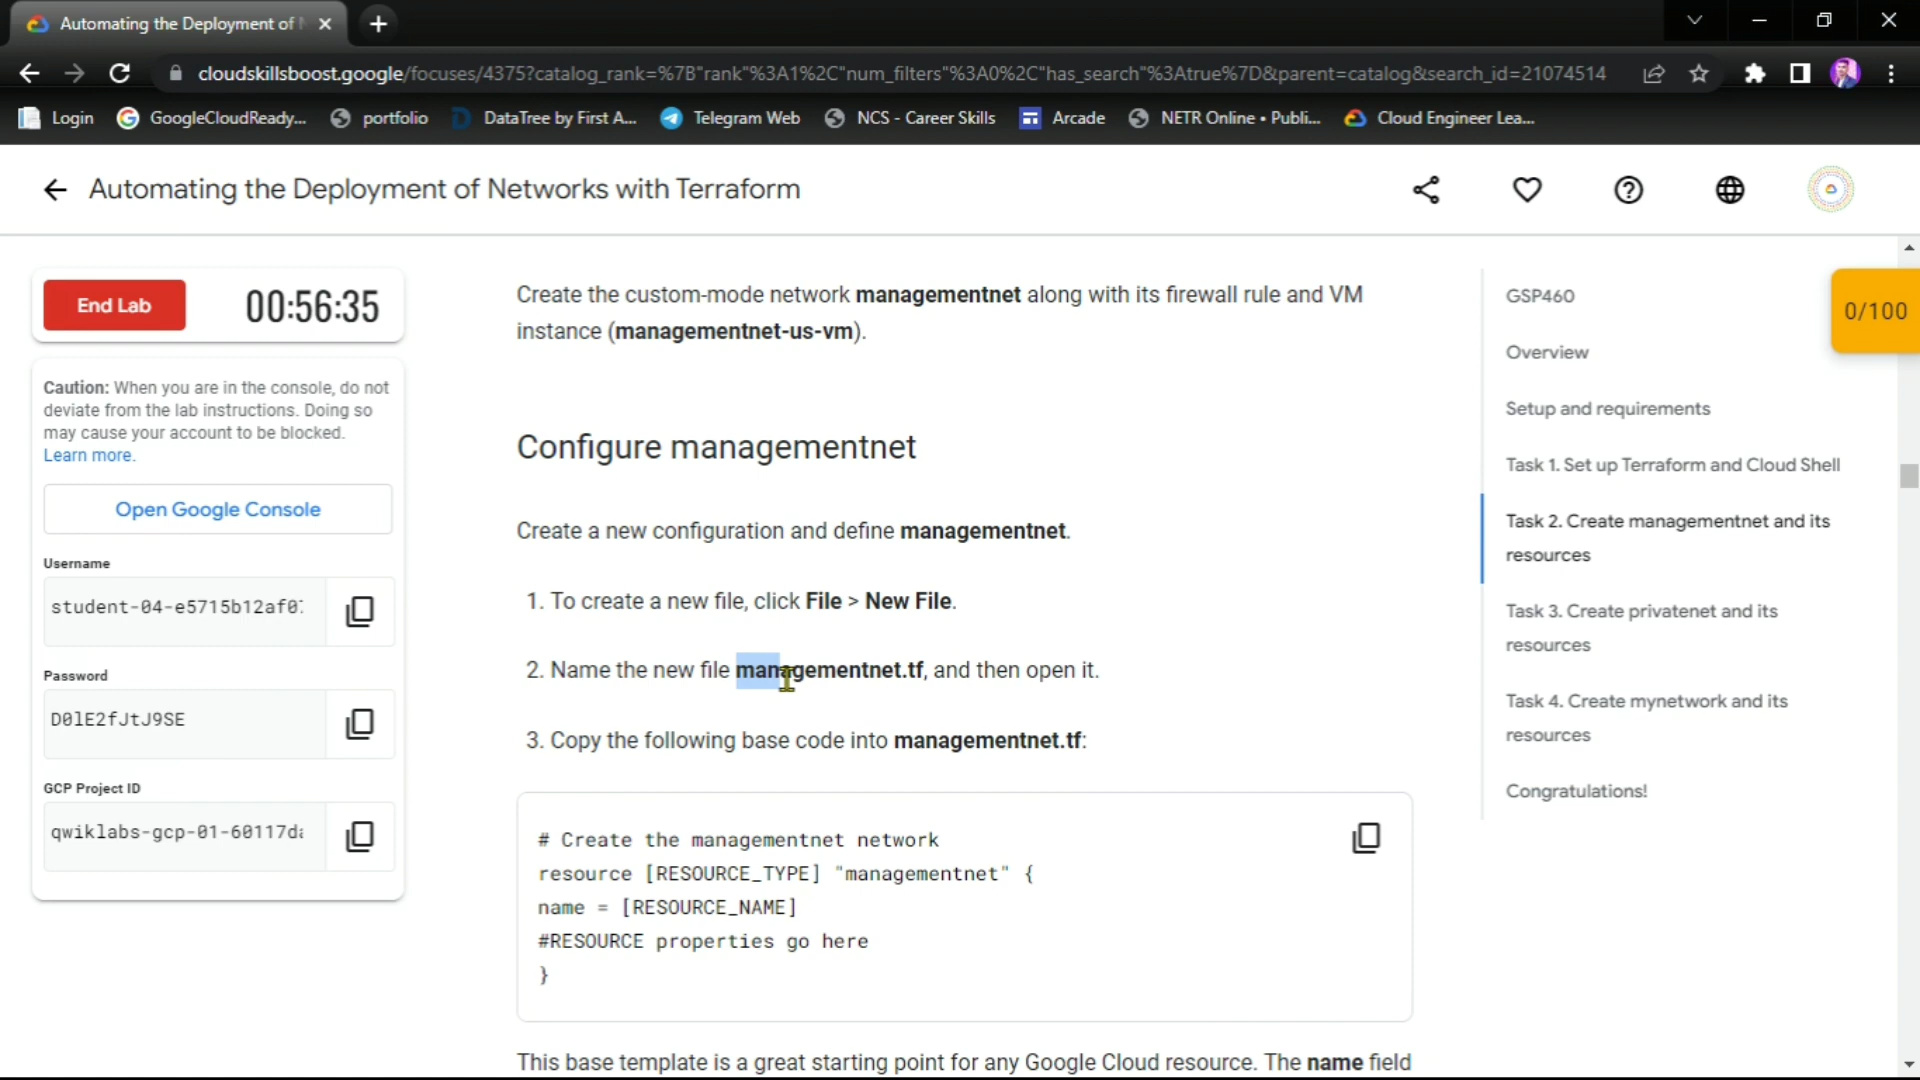 Automating the Deployment of
cloudskillsboost.google/focuses/4375?catalog_rank=%7B"rank"%3A1%2C"num_filters"%3A0%2C"has_search"%3Atrue%7D&parent=catalog&search_id=21074514
Login
GoogleCloudReady...
portfolio
DataTree by First A...
Telegram Web
NCS - Career Skills
Arcade
NETR Online • Publi...
Cloud Engineer Lea...
Automating the Deployment of Networks with Terraform
End Lab
00:56:35
Caution: When you are in the console, do not
deviate from the lab instructions. Doing so
may cause your account to be blocked.
Learn more.
Open Google Console
Username
student-04-e5715b12af0
Password
D0lE2fJtJ9SE
GCP Project ID
qwiklabs-gcp-01-60117d
Create the custom-mode network managementnet along with its firewall rule and VM
instance (managementnet-us-vm).
Configure managementnet
Create a new configuration and define managementnet.
1. To create a new file, click File > New File.
2. Name the new file managementnet.tf, and then open it.
3. Copy the following base code into managementnet.tf:
# Create the managementnet network
resource [RESOURCE_TYPE] "managementnet" {
name = [RESOURCE_NAME]
#RESOURCE properties go here
}
This base template is a great starting point for any Google Cloud resource. The name field
GSP460
Overview
Setup and requirements
Task 1. Set up Terraform and Cloud Shell
Task 2. Create managementnet and its
resources
Task 3. Create privatenet and its
resources
Task 4. Create mynetwork and its
resources
Congratulations!
0/100